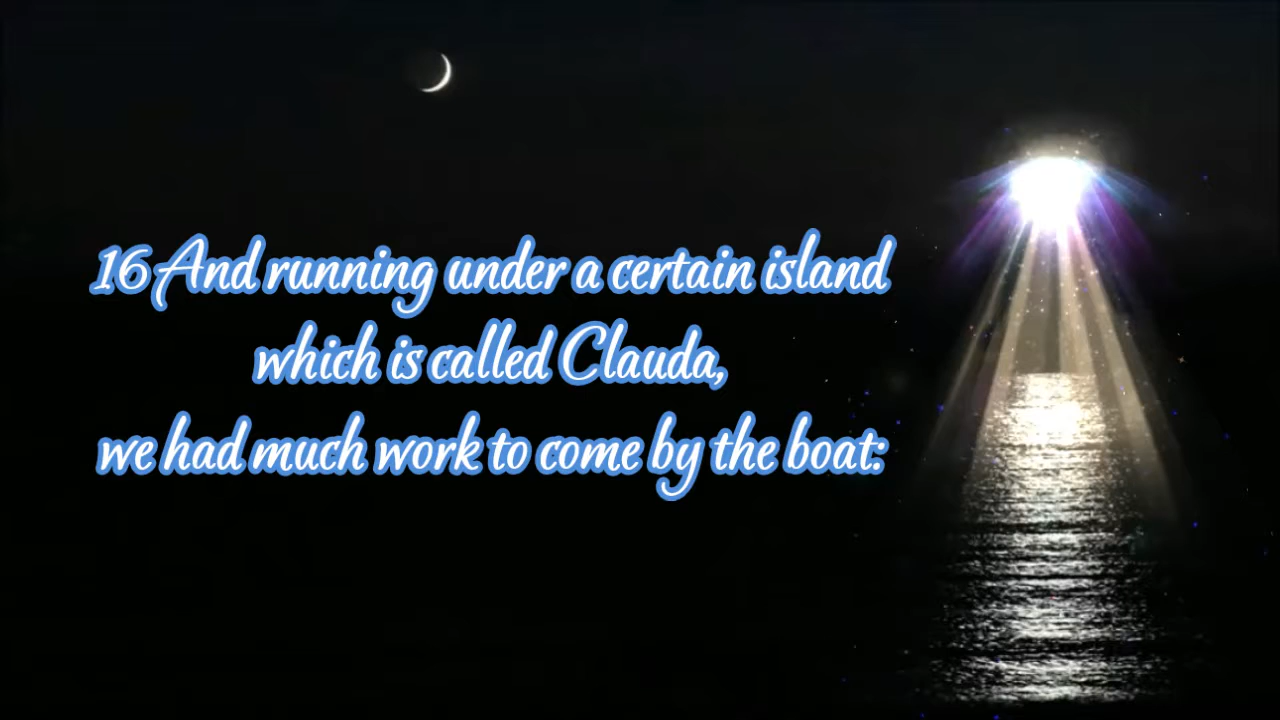 16 And running under a certain island
which is called Clauda,
we had much work to come by the boat: